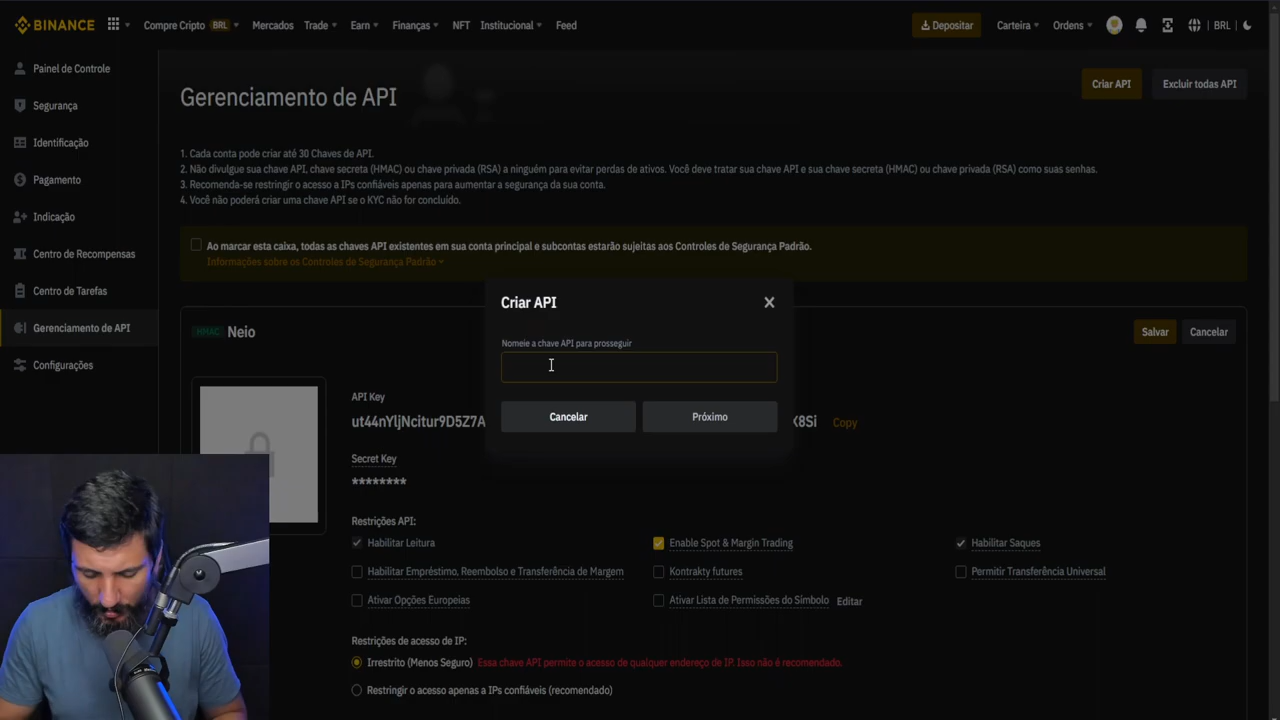 BINANCE
Compre Cripto BRL Mercados Trade Earn Finanças NFT Institucional Feed Depositar Carteira Ordens BRL
Painel de Controle
Segurança
Identificação
Pagamento
Indicação
Centro de Recompensas
Centro de Tarefas
Gerenciamento de API
Configurações
Gerenciamento de API
Criar API Excluir todas API
1. Cada conta pode criar até 30 Chaves de API.
2. Não divulgue sua chave API, chave secreta (HMAC) ou chave privada (RSA) a ninguém para evitar perdas de ativos. Você deve tratar sua chave API e sua chave secreta (HMAC) ou chave privada (RSA) como suas senhas.
3. Recomenda-se restringir o acesso a IPs confiáveis apenas para aumentar a segurança da sua conta.
4. Você não poderá criar uma chave API se o KYC não for concluído.
Ao marcar esta caixa, todas as chaves API existentes em sua conta principal e subcontas estarão sujeitas aos Controles de Segurança Padrão.
Informações sobre os Controles de Segurança Padrão
Criar API
Nomeie a chave API para prosseguir
Cancelar Próximo
HMAC Neio
Salvar Cancelar
API Key
ut44nYljNcitur9D5Z7A X8Si Copy
Secret Key
********
Restrições API:
Habilitar Leitura Enable Spot & Margin Trading Habilitar Saques
Habilitar Empréstimo, Reembolso e Transferência de Margem Kontrakty futures Permitir Transferência Universal
Ativar Opções Europeias Ativar Lista de Permissões do Símbolo Editar
Restrições de acesso de IP:
Irrestrito (Menos Seguro) Essa chave API permite o acesso de qualquer endereço de IP. Isso não é recomendado.
Restringir o acesso apenas a IPs confiáveis (recomendado)